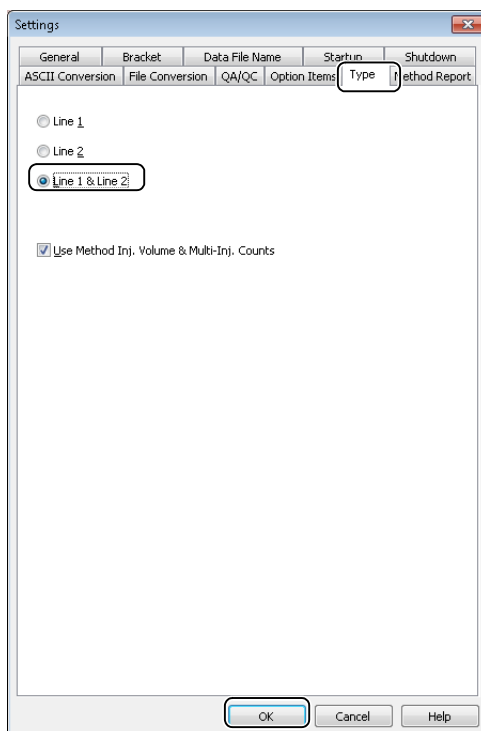 Settings
General Bracket Data File Name Startup Shutdown
ASCII Conversion File Conversion QA/QC Option Items Type Method Report
Line 1
Line 2
Line 1 & Line 2
Use Method Inj. Volume & Multi-Inj. Counts
OK Cancel Help